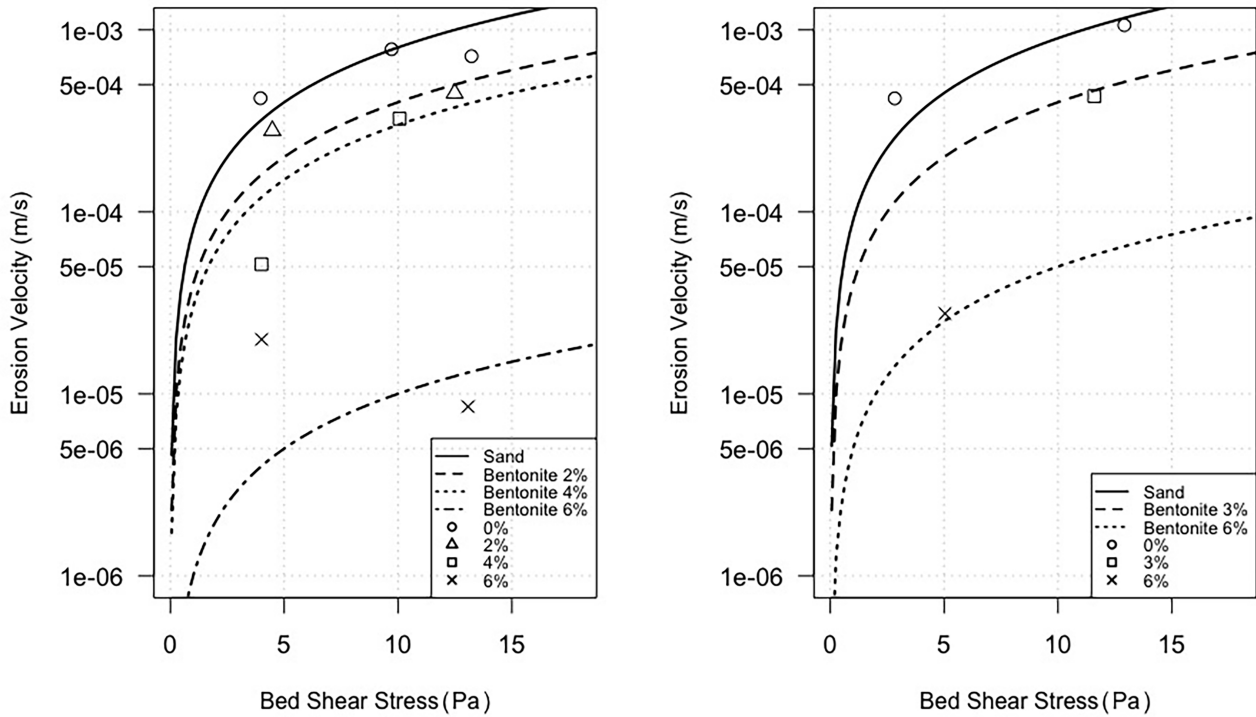 1e-03
5e-04
1e-04
5e-05
1e-05
5e-06
1e-06
Erosion Velocity (m/s)
0 5 10 15
Bed Shear Stress (Pa)
Sand
Bentonite 2%
Bentonite 4%
Bentonite 6%
0%
2%
4%
6%
1e-03
5e-04
1e-04
5e-05
1e-05
5e-06
1e-06
Erosion Velocity (m/s)
0 5 10 15
Bed Shear Stress (Pa)
Sand
Bentonite 3%
Bentonite 6%
0%
3%
6%